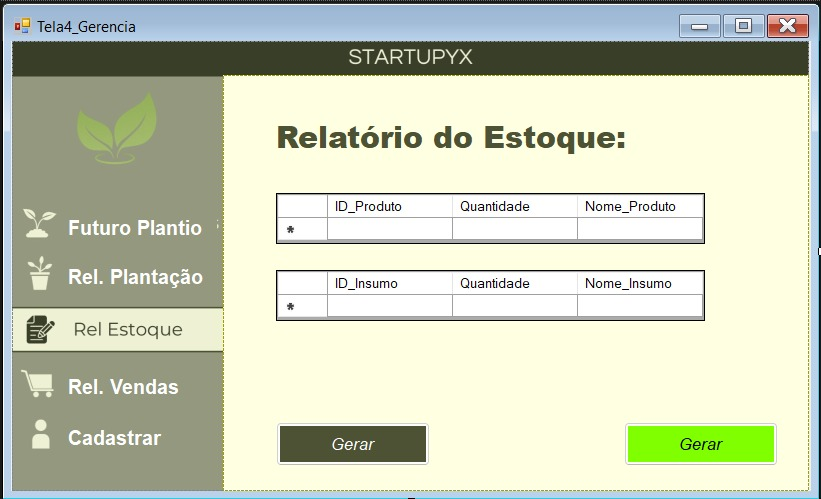 Tela4_Gerencia
STARTUPYX
Relatório do Estoque:
Futuro Plantio
Rel. Plantação
Rel Estoque
Rel. Vendas
Cadastrar
ID_Produto Quantidade Nome_Produto
*
ID_Insumo Quantidade Nome_Insumo
*
Gerar Gerar